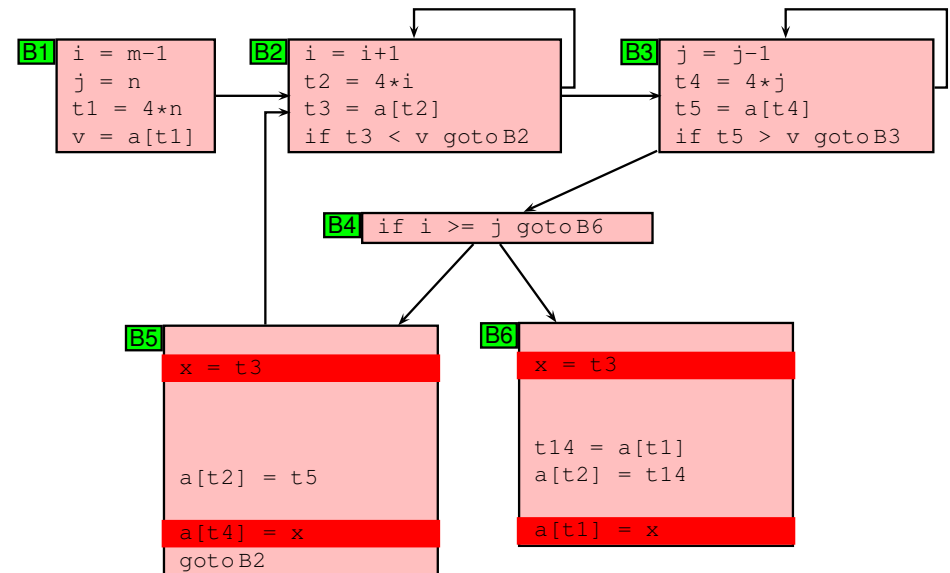 B1
i = m-1
j = n
t1 = 4*n
v = a[t1]
B2
i = i+1
t2 = 4*i
t3 = a[t2]
if t3 < v goto B2
B3
j = j-1
t4 = 4*j
t5 = a[t4]
if t5 > v goto B3
B4
if i >= j goto B6
B5
x = t3
a[t2] = t5
a[t4] = x
goto B2
B6
x = t3
t14 = a[t1]
a[t2] = t14
a[t1] = x